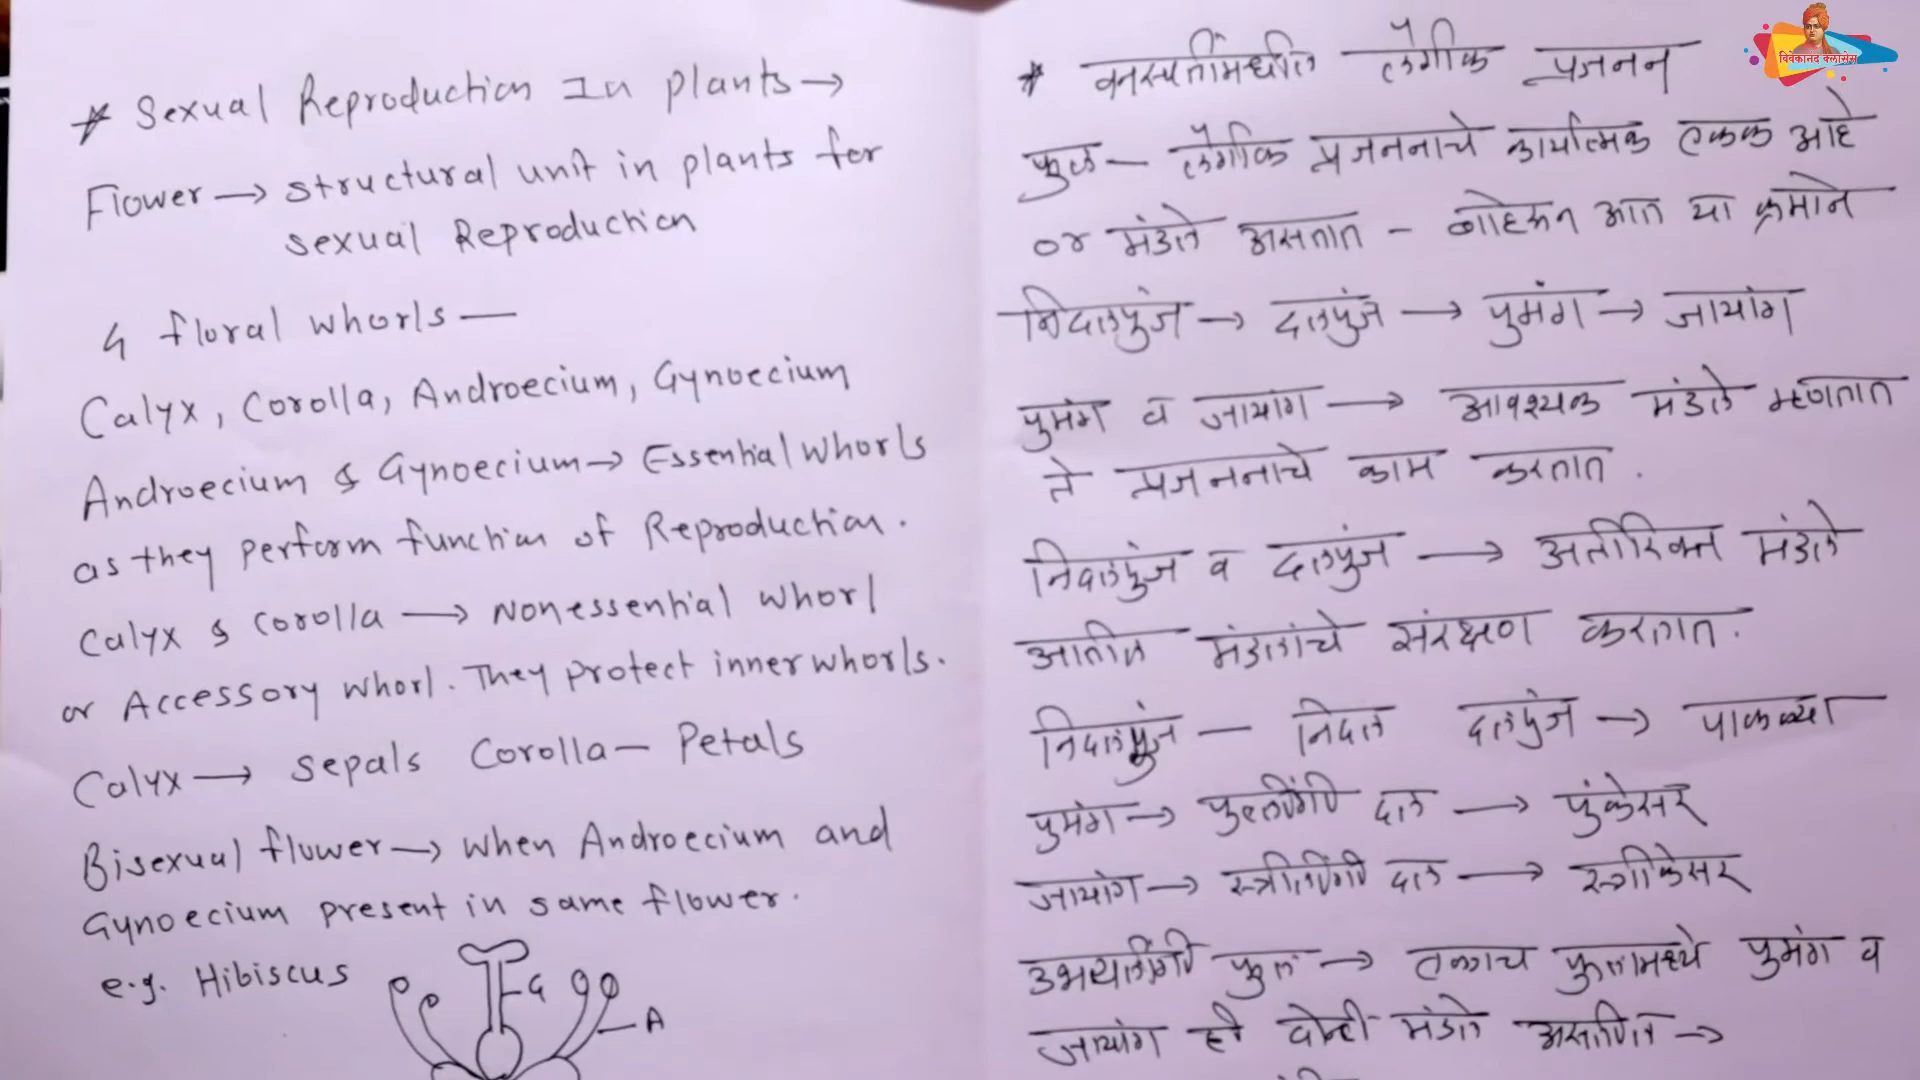 * Sexual Reproduction In plants →
Flower → structural unit in plants for
sexual Reproduction
4 floral whorls —
Calyx, Corolla, Androecium, Gynoecium
Androecium & Gynoecium → Essential whorls
as they perform function of Reproduction.
Calyx & corolla → Nonessential whorl
or Accessory whorl. They protect inner whorls.
Calyx → sepals Corolla — Petals
Bisexual flower → when Androecium and
Gynoecium present in same flower.
e.g. Hibiscus
G
A
* वनस्पतींमधील लैंगीक प्रजनन
फुल — लैंगीक प्रजननाचे कार्यात्मक एकक आहे
or मंडले असतात – बाहेरून आत या क्रमाने
निदलपुंज → दलपुंज → पुमंग → जायांग
पुमंग व जायांग → आवश्यक मंडले म्हणतात
ते प्रजननाचे काम करतात.
निदलपुंज व दलपुंज → अतीरिक्त मंडले
आतील मंडलांचे संरक्षण करतात.
निदलपुंज — निदल दलपुंज → पाकळ्या
पुमंग → पुल्लींगी दल → पुंकेसर
जायांग → स्त्रीलींगी दल → स्त्रीकेसर
उभयलींगी फुल → एकाच फुलामध्ये पुमंग व
जायांग ही दोन्ही मंडले असतील →
विवेकानंद क्लासेस